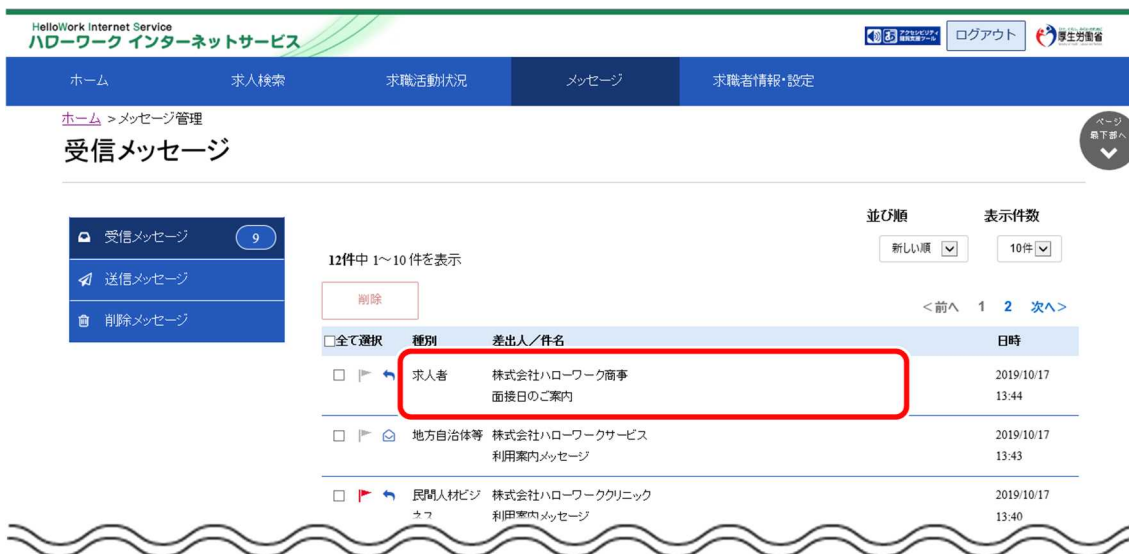 HelloWork Internet Service
ハローワーク インターネットサービス
ログアウト
厚生労働省
ホーム
求人検索
求職活動状況
メッセージ
求職者情報・設定
ホーム >メッセージ管理
ページ
最下部へ
受信メッセージ
受信メッセージ 9
送信メッセージ
削除メッセージ
並び順
表示件数
新しい順
10件
12件中 1～10 件を表示
削除
<前へ 1 2 次へ>
全て選択 種別 差出人／件名 日時
求人者 株式会社ハローワーク商事 2019/10/17
面接日のご案内 13:44
地方自治体等 株式会社ハローワークサービス 2019/10/17
利用案内メッセージ 13:43
民間人材ビジ 株式会社ハローワーククリニック 2019/10/17
ネス 利用案内メッセージ 13:40